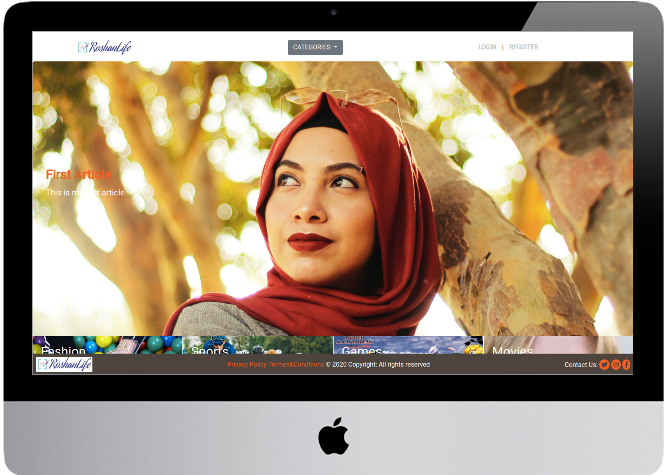 RoshanLife
CATEGORIES
LOGIN | REGISTER
First Article
This is my first article.
Fashion
Sports
Games
Movies
RoshanLife
Privacy Policy Termes&Conditions © 2020 Copyright: All rights reserved
Contact Us: